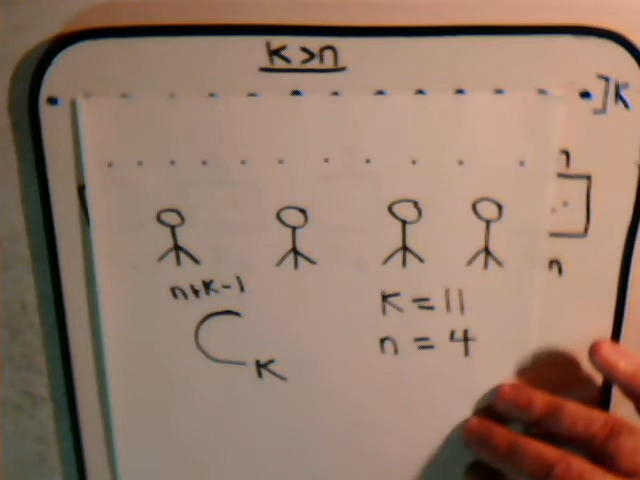 k>n
]K
n
n
n+k-1
C
K
K = 11
n = 4